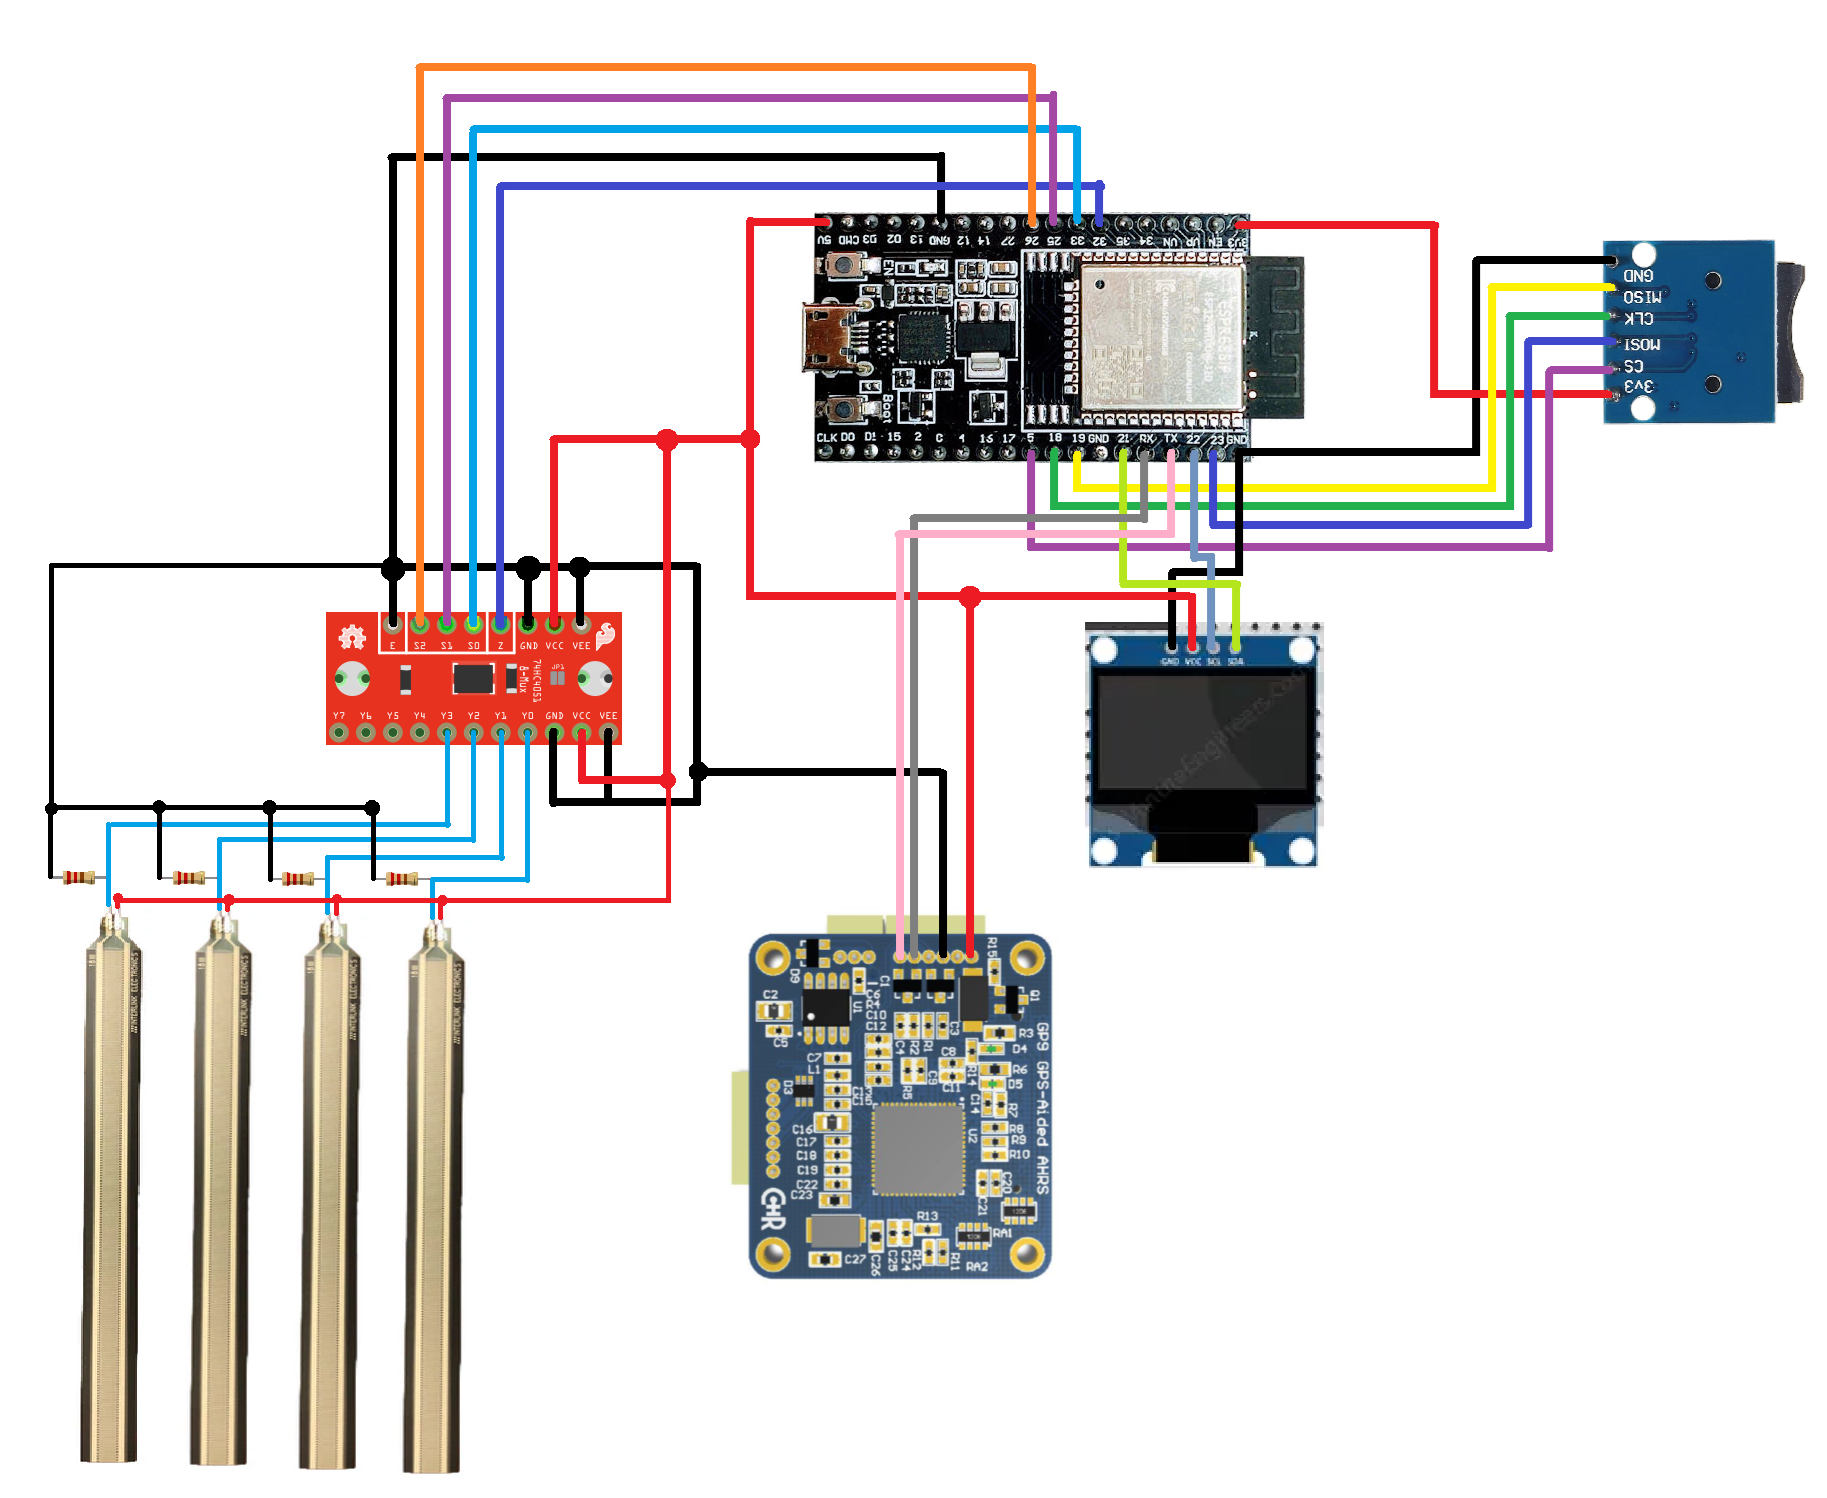 5V CMD D3 D2 13 GND 12 14 27 26 25 33 32 35 34 VN VP EN 3V3
EN
Boot
CLK D0 D1 15 2 0 4 16 17 5 18 19 GND 21 RX TX 22 23 GND
GND
MISO
CLK
MOSI
CS
3v3
E S2 S1 S0 Z GND VCC VEE
74HC4051
8-Mux
JP1
Y7 Y6 Y5 Y4 Y3 Y2 Y1 Y0 GND VCC VEE
GND VCC SCL SDA
INTERLINK ELECTRONICS
INTERLINK ELECTRONICS
INTERLINK ELECTRONICS
INTERLINK ELECTRONICS
GP9 GPS-Aided AHRS
CHR
R15
D9
C1
Q1
C2
U1
C6
R4
C10
C12
C5
C4
R2
R1
C3
R3
D4
C7
L1
C8
R14
R6
D5
D3
R5
C9
C11
C14
R7
C16
C17
C18
C19
C22
C23
U2
R8
R9
R10
C20
C21
R13
RA1
C27
C26
C25
C24
R12
R11
RA2